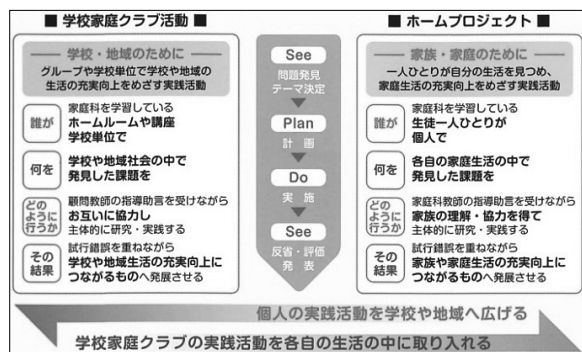 ■ 学校家庭クラブ活動 ■
学校・地域のために
グループや学校単位で学校や地域の
生活の充実向上をめざす実践活動
誰が
家庭科を学習している
ホームルームや講座
学校単位で
何を
学校や地域社会の中で
発見した課題を
どの
ように
行うか
顧問教師の指導助言を受けながら
お互いに協力し
主体的に研究・実践する
その
結果
試行錯誤を重ねながら
学校や地域生活の充実向上に
つながるものへ発展させる
See
問題発見
テーマ決定
Plan
計 画
Do
実 施
See
反省・評価
発 表
■ ホームプロジェクト ■
家族・家庭のために
一人ひとりが自分の生活を見つめ、
家庭生活の充実向上をめざす実践活動
誰が
家庭科を学習している
生徒一人ひとりが
個人で
何を
各自の家庭生活の中で
発見した課題を
どの
ように
行うか
家庭科教師の指導助言を受けながら
家族の理解・協力を得て
主体的に研究・実践する
その
結果
試行錯誤を重ねながら
家族や家庭生活の充実向上に
つながるものへ発展させる
個人の実践活動を学校や地域へ広げる
学校家庭クラブの実践活動を各自の生活の中に取り入れる